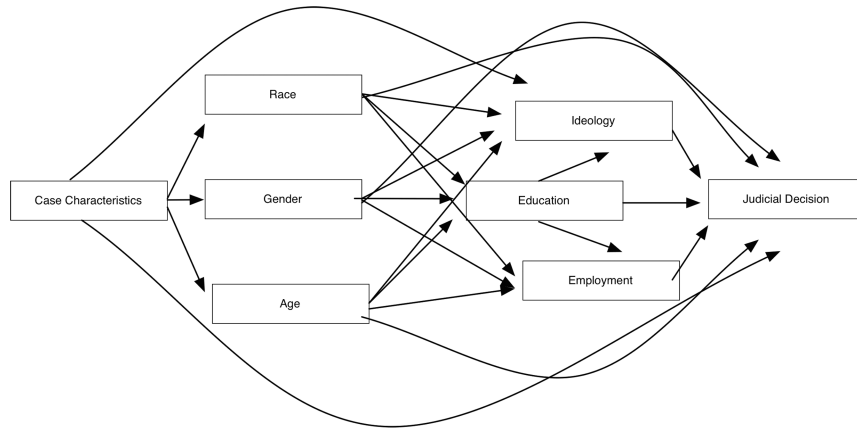 Race
Ideology
Case Characteristics
Gender
Education
Judicial Decision
Employment
Age